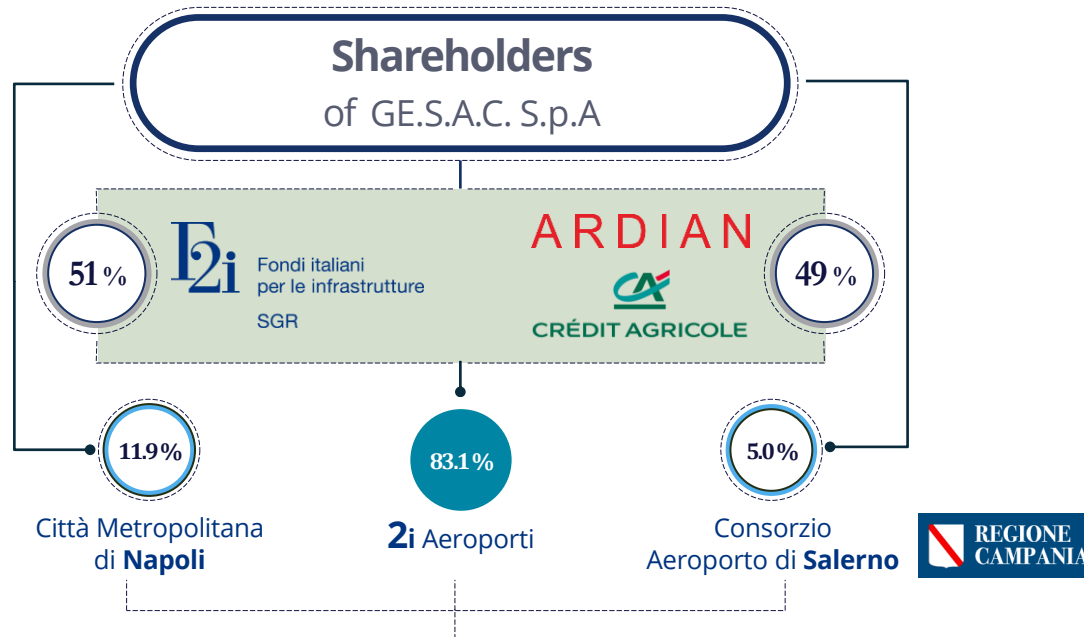 Shareholders
of GE.S.A.C. S.p.A
51 %
F2i
Fondi italiani
per le infrastrutture
SGR
ARDIAN
CA
CRÉDIT AGRICOLE
49 %
11.9%
83.1%
5.0%
Città Metropolitana
di Napoli
2i Aeroporti
Consorzio
Aeroporto di Salerno
REGIONE
CAMPANIA